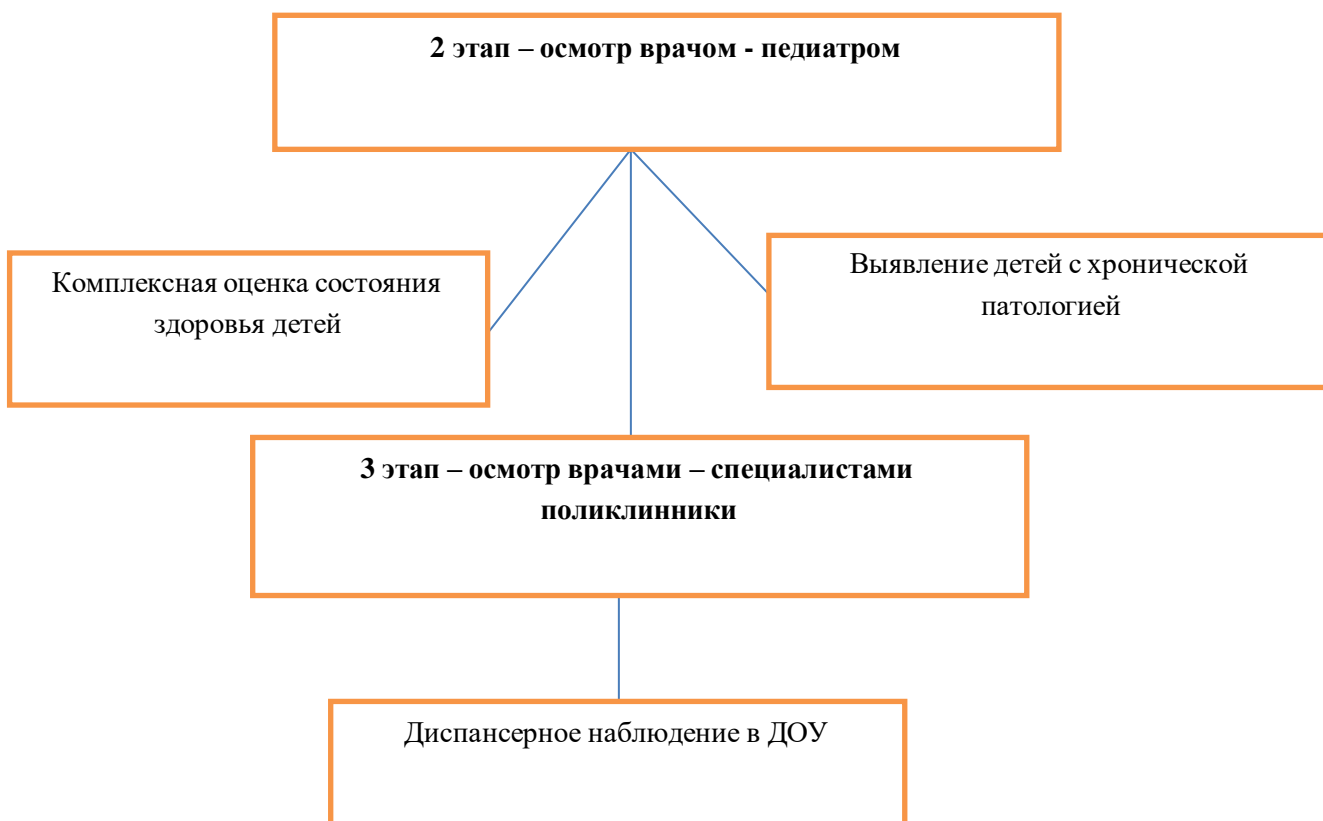 2 этап – осмотр врачом - педиатром
Комплексная оценка состояния
здоровья детей
Выявление детей с хронической
патологией
3 этап – осмотр врачами – специалистами
поликлинники
Диспансерное наблюдение в ДОУ